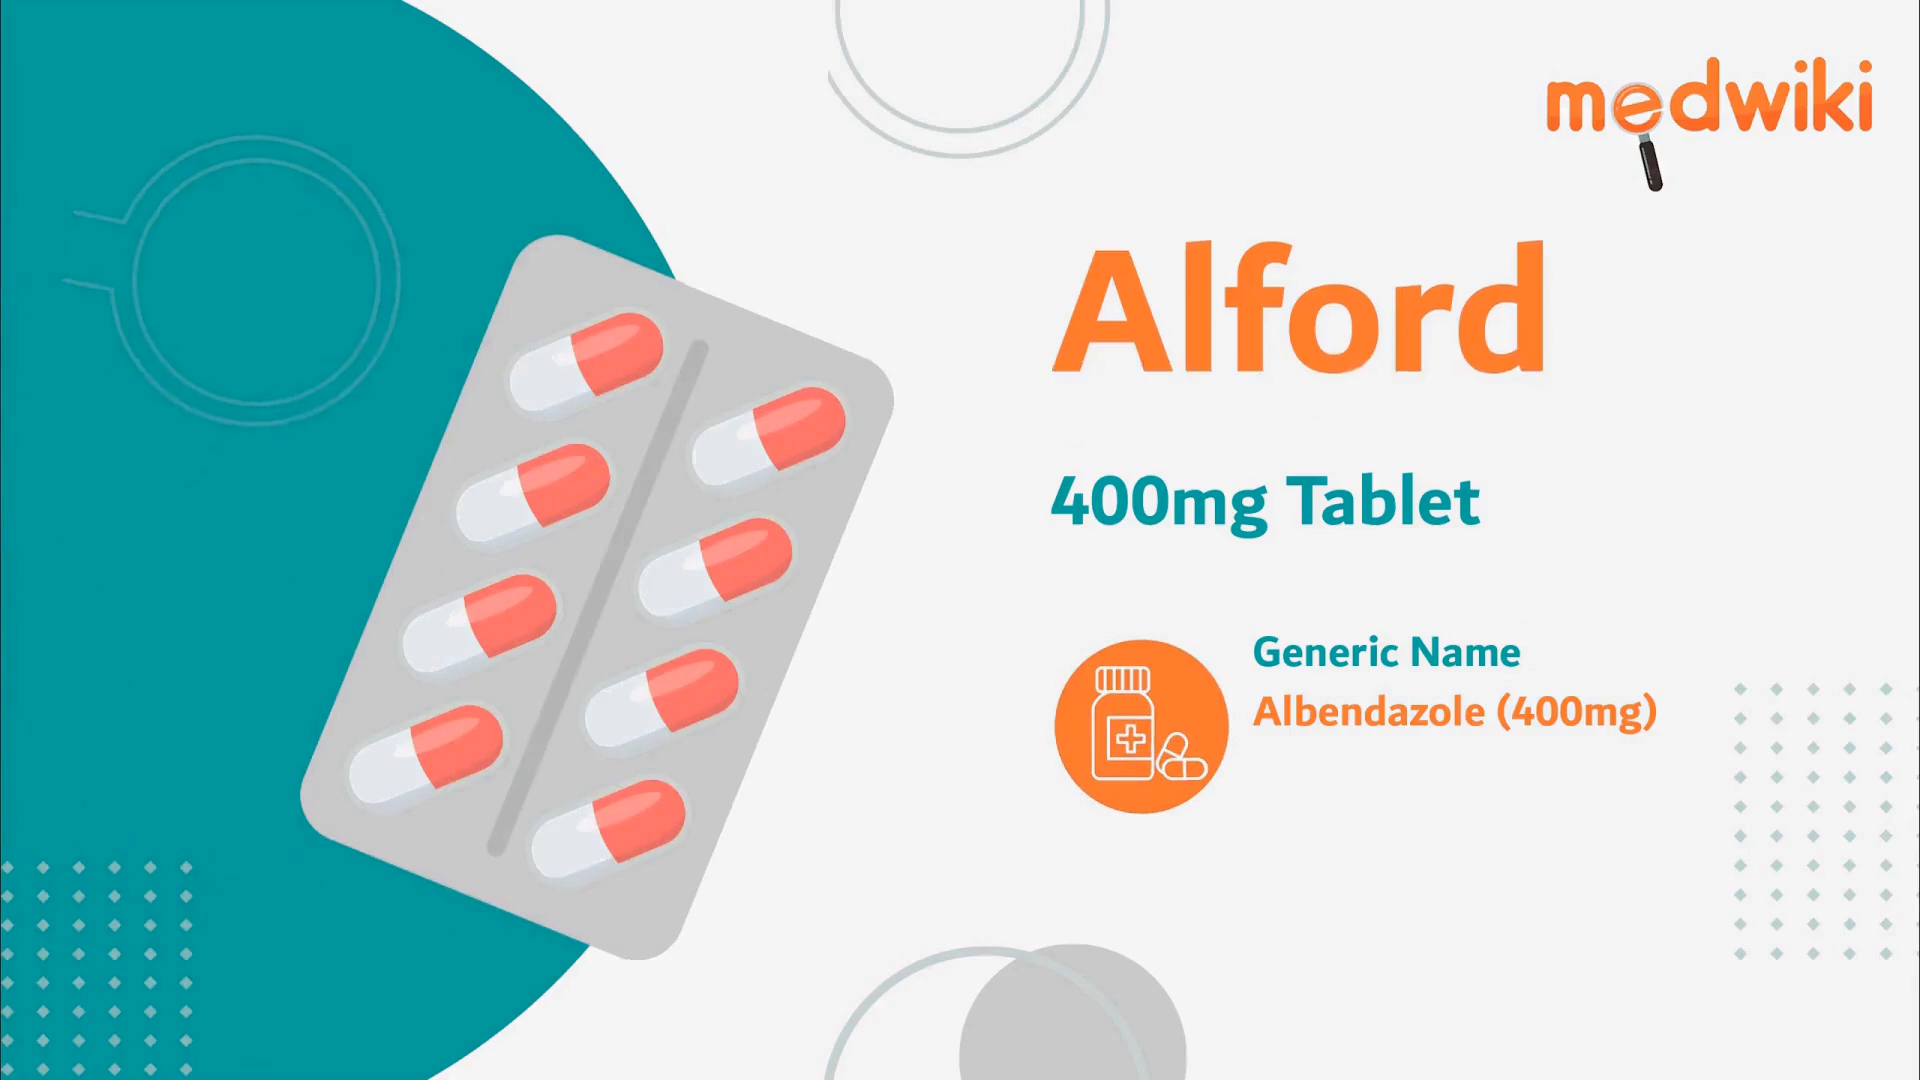 medwiki
Alford
400mg Tablet
Generic Name
Albendazole (400mg)